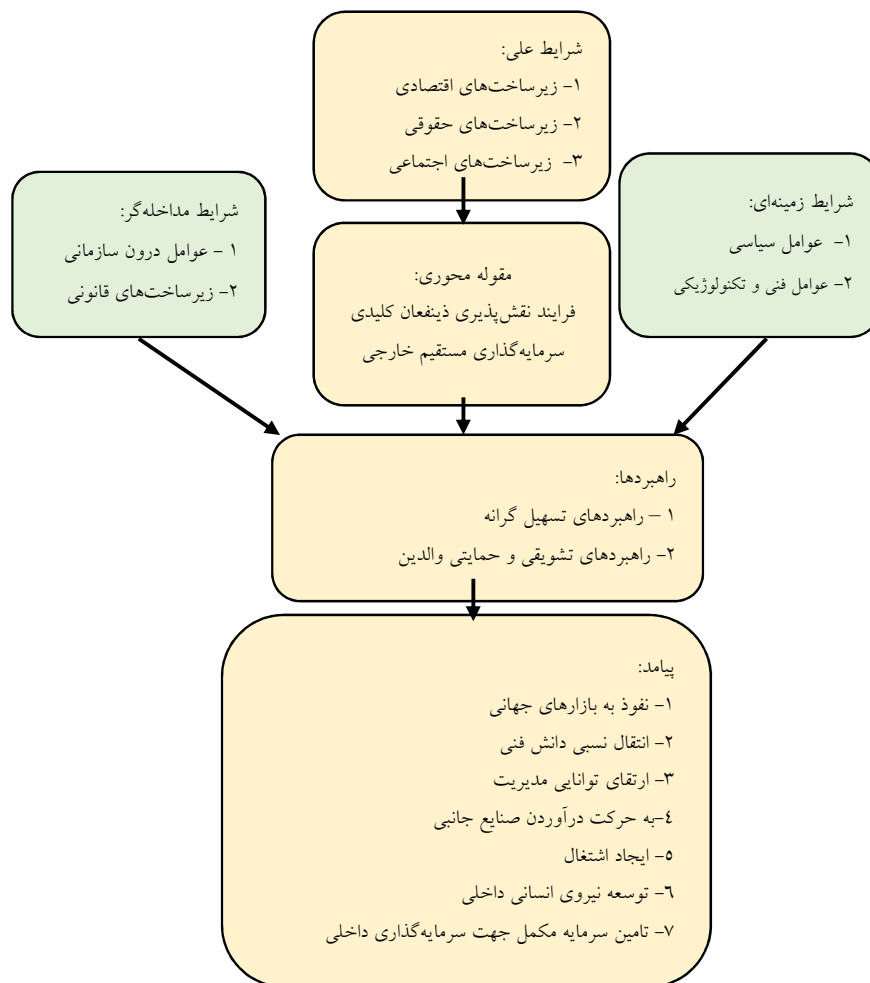 شرایط علی:
۱- زیرساخت‌های اقتصادی
۲- زیرساخت‌های حقوقی
۳- زیرساخت‌های اجتماعی
شرایط زمینه‌ای:
۱- عوامل سیاسی
۲- عوامل فنی و تکنولوژیکی
مقوله محوری:
فرایند نقش‌پذیری ذینفعان کلیدی
سرمایه‌گذاری مستقیم خارجی
شرایط مداخله‌گر:
۱ - عوامل درون سازمانی
۲- زیرساخت‌های قانونی
راهبردها:
۱ – راهبردهای تسهیل گرانه
۲- راهبردهای تشویقی و حمایتی والدین
پیامد:
۱- نفوذ به بازارهای جهانی
۲- انتقال نسبی دانش فنی
۳- ارتقای توانایی مدیریت
٤-به حرکت درآوردن صنایع جانبی
٥- ایجاد اشتغال
٦- توسعه نیروی انسانی داخلی
۷- تامین سرمایه مکمل جهت سرمایه‌گذاری داخلی